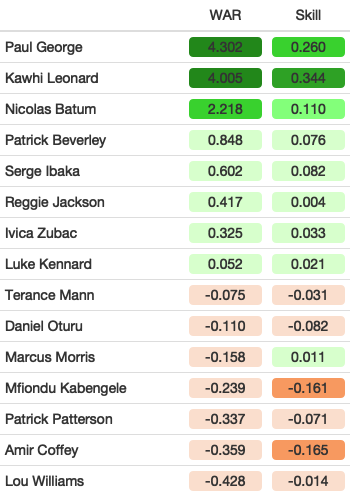 WAR Skill
Paul George 4.302 0.260
Kawhi Leonard 4.005 0.344
Nicolas Batum 2.218 0.110
Patrick Beverley 0.848 0.076
Serge Ibaka 0.602 0.082
Reggie Jackson 0.417 0.004
Ivica Zubac 0.325 0.033
Luke Kennard 0.052 0.021
Terance Mann -0.075 -0.031
Daniel Oturu -0.110 -0.082
Marcus Morris -0.158 0.011
Mfiondu Kabengele -0.239 -0.161
Patrick Patterson -0.337 -0.071
Amir Coffey -0.359 -0.165
Lou Williams -0.428 -0.014